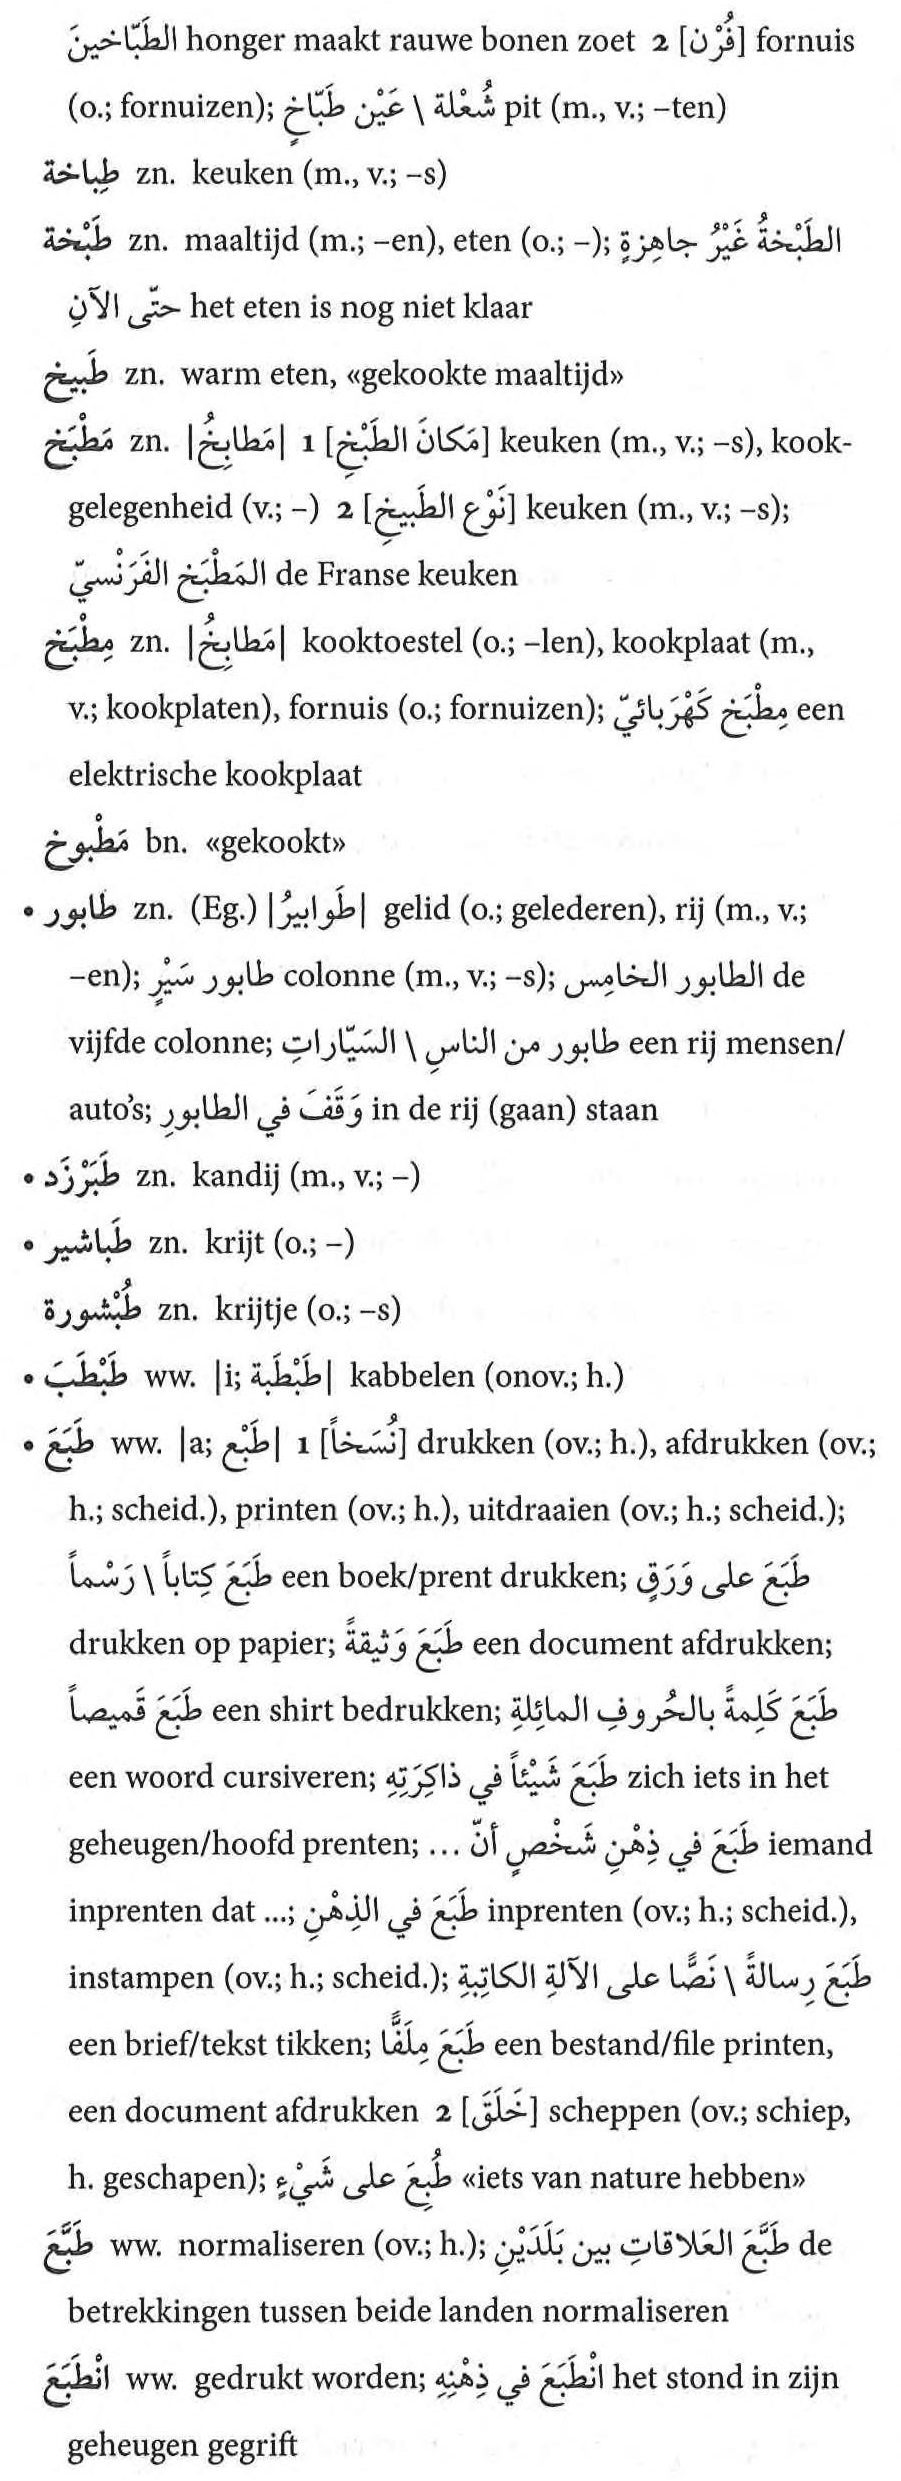 الطَبّاخينَ honger maakt rauwe bonen zoet 2 [فُرْن] fornuis
(o.; fornuizen); شُعْلة \ عَيْن طَبّاخٍ pit (m., v.; –ten)
طِباخة zn. keuken (m., v.; –s)
طَبْخة zn. maaltijd (m.; –en), eten (o.; –); الطَبْخةُ غَيْرُ جاهِزةٍ
حتّى الآنِ het eten is nog niet klaar
طَبيخ zn. warm eten, «gekookte maaltijd»
مَطْبَخ zn. |مَطابِخُ| 1 [مَكانَ الطَبْخِ] keuken (m., v.; –s), kook-
gelegenheid (v.; –) 2 [نَوْع الطَبيخِ] keuken (m., v.; –s);
المَطْبَخ الفَرَنْسيّ de Franse keuken
مِطْبَخ zn. |مَطابِخُ| kooktoestel (o.; –len), kookplaat (m.,
v.; kookplaten), fornuis (o.; fornuizen); مِطْبَخ كَهْرَبائيّ een
elektrische kookplaat
مَطْبوخ bn. «gekookt»
• طابور zn. (Eg.) |طَوابيرُ| gelid (o.; gelederen), rij (m., v.;
–en); طابور سَيْرٍ colonne (m., v.; –s); الطابور الخامِس de
vijfde colonne; طابور من الناسِ \ السَيّاراتِ een rij mensen/
auto's; وَقَفَ في الطابورِ in de rij (gaan) staan
• طَبَرْزَد zn. kandij (m., v.; –)
• طَباشير zn. krijt (o.; –)
طُبْشورة zn. krijtje (o.; –s)
• طَبْطَبَ ww. |i; طَبْطَبة| kabbelen (onov.; h.)
• طَبَعَ ww. |a; طَبْع| 1 [نُسَخاً] drukken (ov.; h.), afdrukken (ov.;
h.; scheid.), printen (ov.; h.), uitdraaien (ov.; h.; scheid.);
طَبَعَ كِتاباً \ رَسْماً een boek/prent drukken; طَبَعَ على وَرَقٍ
drukken op papier; طَبَعَ وَثيقةً een document afdrukken;
طَبَعَ قَميصاً een shirt bedrukken; طَبَعَ كَلِمةً بالحُروفِ المائِلةِ
een woord cursiveren; طَبَعَ شَيْئاً في ذاكِرَتِهِ zich iets in het
geheugen/hoofd prenten; طَبَعَ في ذِهْنِ شَخْصٍ أنّ ... iemand
inprenten dat ...; طَبَعَ في الذِهْنِ inprenten (ov.; h.; scheid.),
instampen (ov.; h.; scheid.); طَبَعَ رِسالةً \ نَصًّا على الآلةِ الكاتِبةِ
een brief/tekst tikken; طَبَعَ مِلَفًّا een bestand/file printen,
een document afdrukken 2 [خَلَقَ] scheppen (ov.; schiep,
h. geschapen); طُبِعَ على شَيْءٍ «iets van nature hebben»
طَبَّعَ ww. normaliseren (ov.; h.); طَبَّعَ العَلاقاتِ بين بَلَدَيْنِ de
betrekkingen tussen beide landen normaliseren
انْطَبَعَ ww. gedrukt worden; انْطَبَعَ في ذِهْنِهِ het stond in zijn
geheugen gegrift